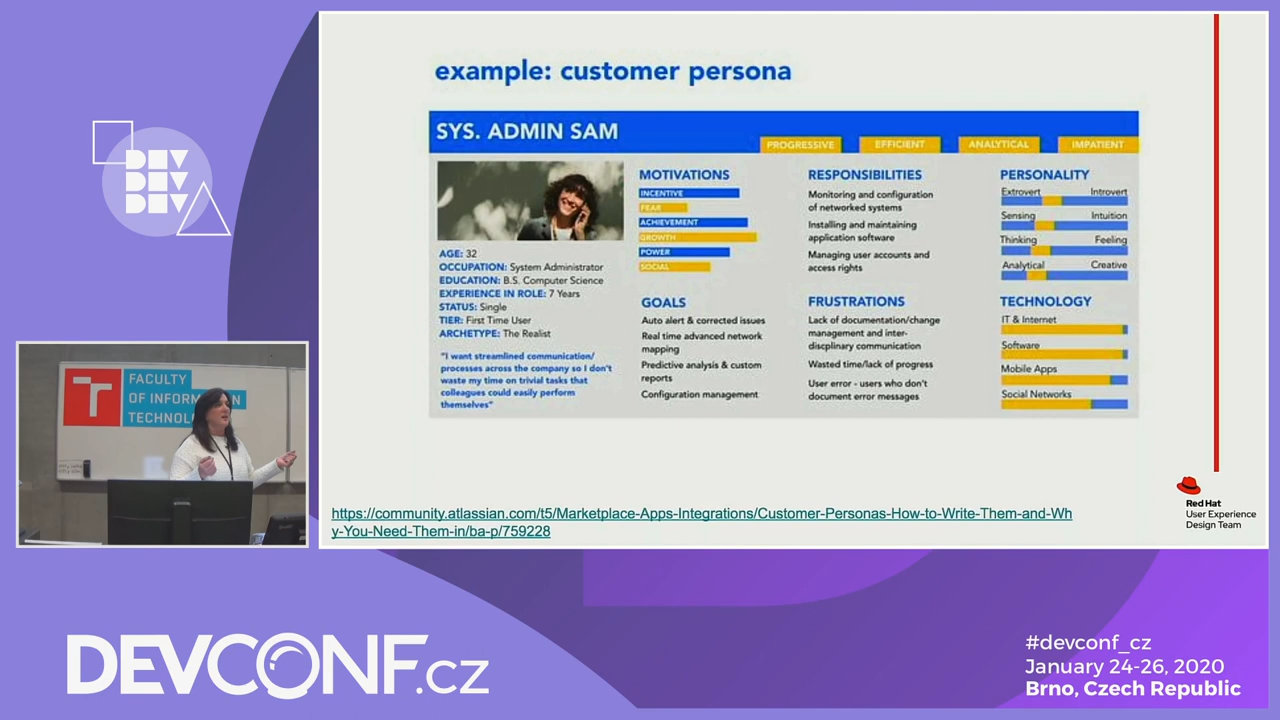 example: customer persona
SYS. ADMIN SAM
PROGRESSIVE
EFFICIENT
ANALYTICAL
IMPATIENT
AGE: 32
OCCUPATION: System Administrator
EDUCATION: B.S. Computer Science
EXPERIENCE IN ROLE: 7 Years
STATUS: Single
TIER: First Time User
ARCHETYPE: The Realist
"I want streamlined communication/
processes across the company so I don't
waste my time on trivial tasks that
colleagues could easily perform
themselves"
MOTIVATIONS
INCENTIVE
FEAR
ACHIEVEMENT
GROWTH
POWER
SOCIAL
GOALS
Auto alert & corrected issues
Real time advanced network
mapping
Predictive analysis & custom
reports
Configuration management
RESPONSIBILITIES
Monitoring and configuration
of networked systems
Installing and maintaining
application software
Managing user accounts and
access rights
FRUSTRATIONS
Lack of documentation/change
management and inter-
discplinary communication
Wasted time/lack of progress
User error - users who don't
document error messages
PERSONALITY
Extrovert Introvert
Sensing Intuition
Thinking Feeling
Analytical Creative
TECHNOLOGY
IT & Internet
Software
Mobile Apps
Social Networks
https://community.atlassian.com/t5/Marketplace-Apps-Integrations/Customer-Personas-How-to-Write-Them-and-Wh
y-You-Need-Them-in/ba-p/759228
Red Hat
User Experience
Design Team
DEV
DEV
DEV
T
FACULTY
OF INFORM
TECHNOL
DEVCONF.cz
#devconf_cz
January 24-26, 2020
Brno, Czech Republic